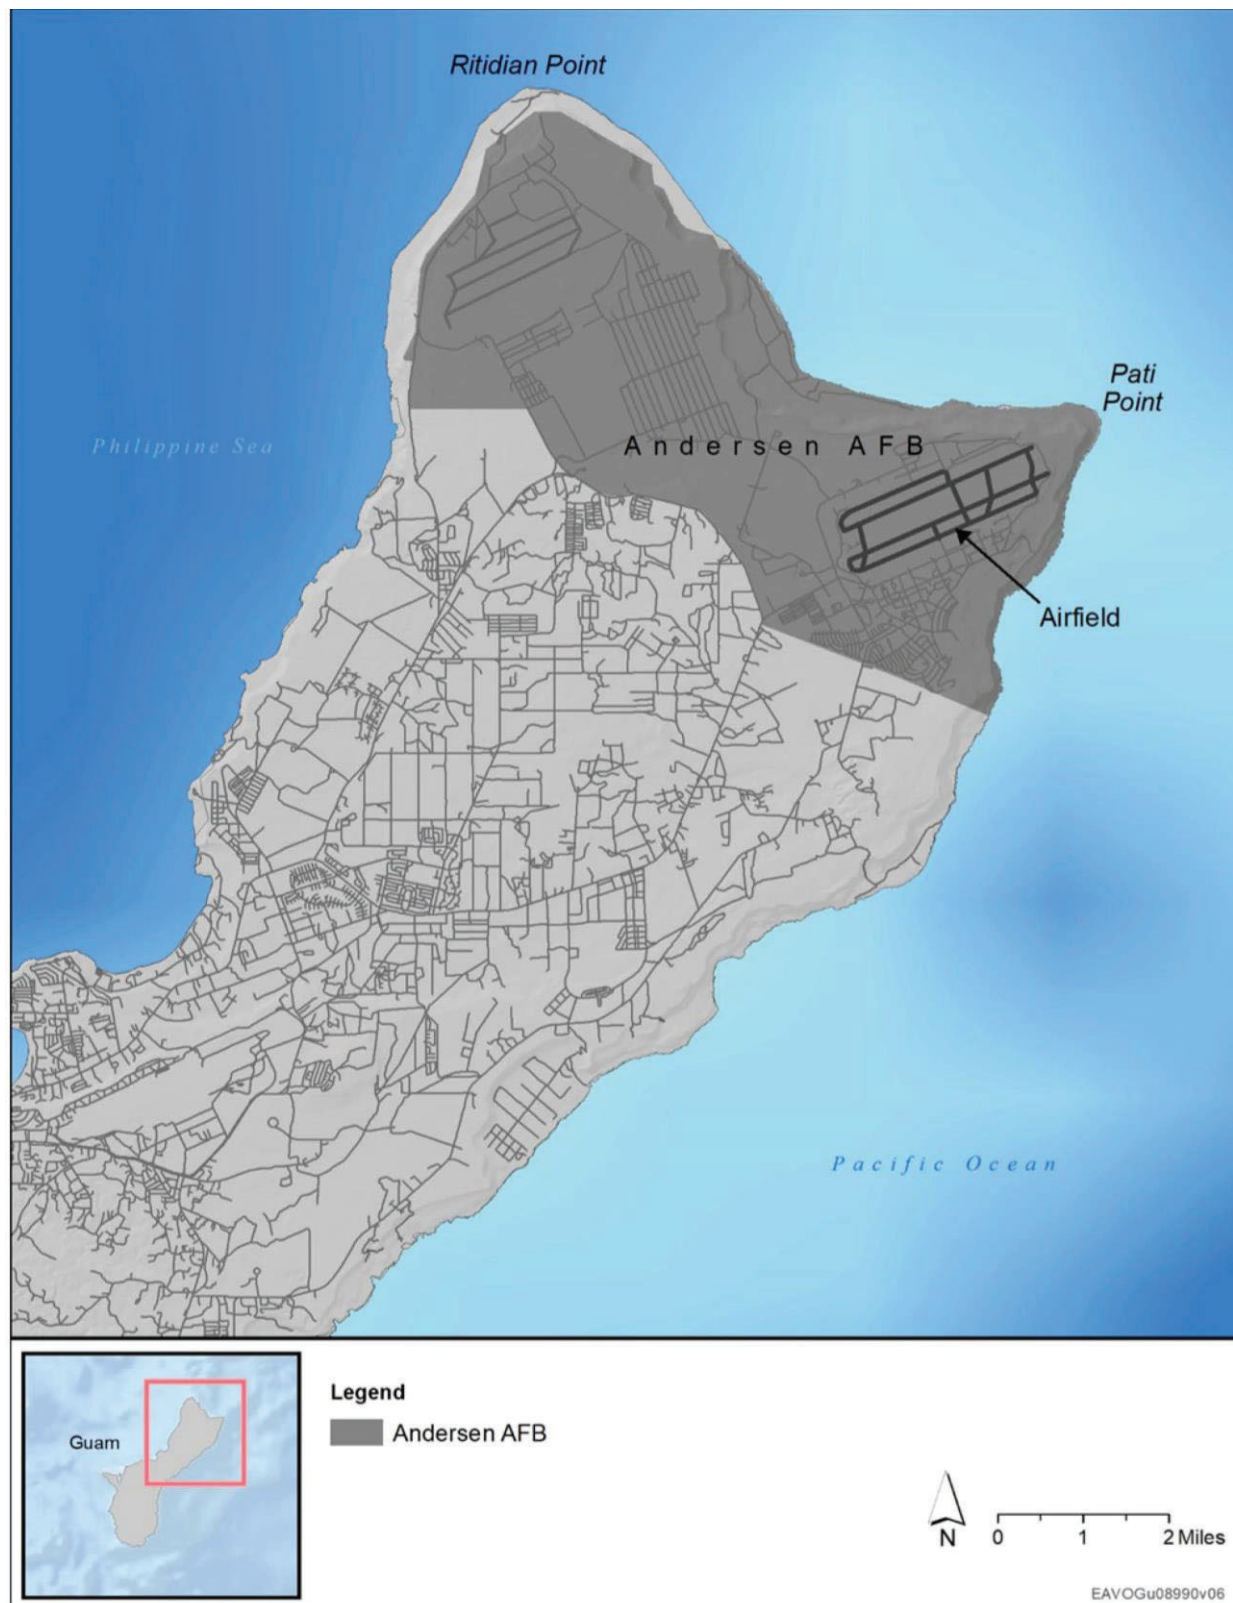 Ritidian Point
Pati
Point
Philippine Sea
Andersen AFB
Airfield
Pacific Ocean
Guam
Legend
Andersen AFB
N
0 1 2 Miles
EAVOGu08990v06